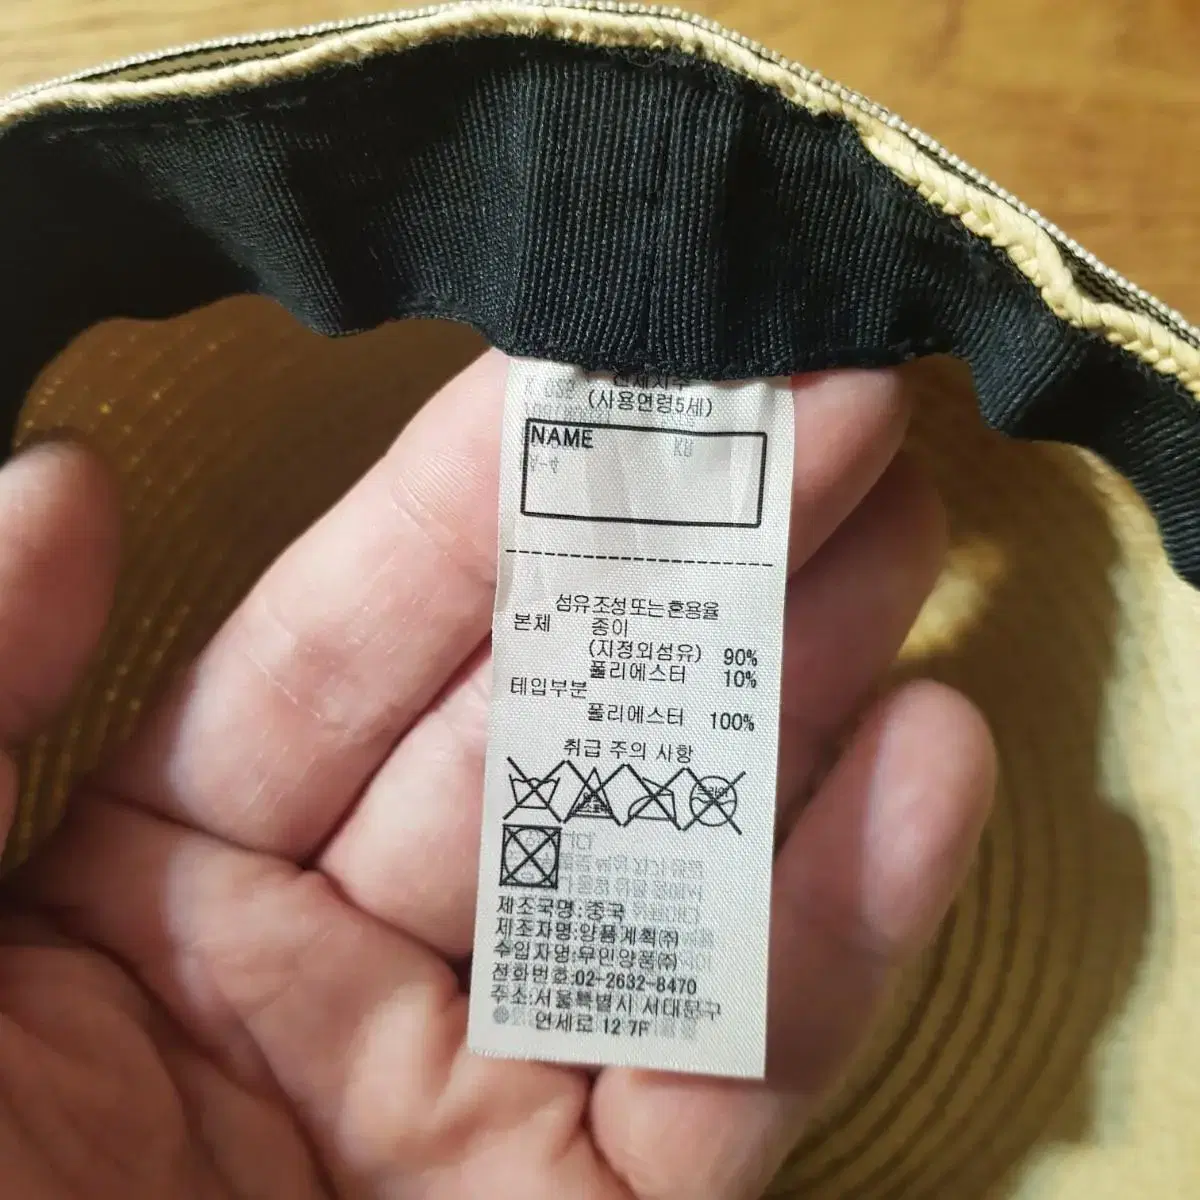 (사용연령5세)
NAME
섬유 조성 또는 혼용율
본체 종이
(지정외섬유) 90%
폴리에스터 10%
테입부분
폴리에스터 100%
취급 주의 사항
제조국명:중국
제조자명:양품계획㈜
수입자명:무인양품㈜
전화번호:02-2632-8470
주소:서울특별시 서대문구
연세로 12 7F